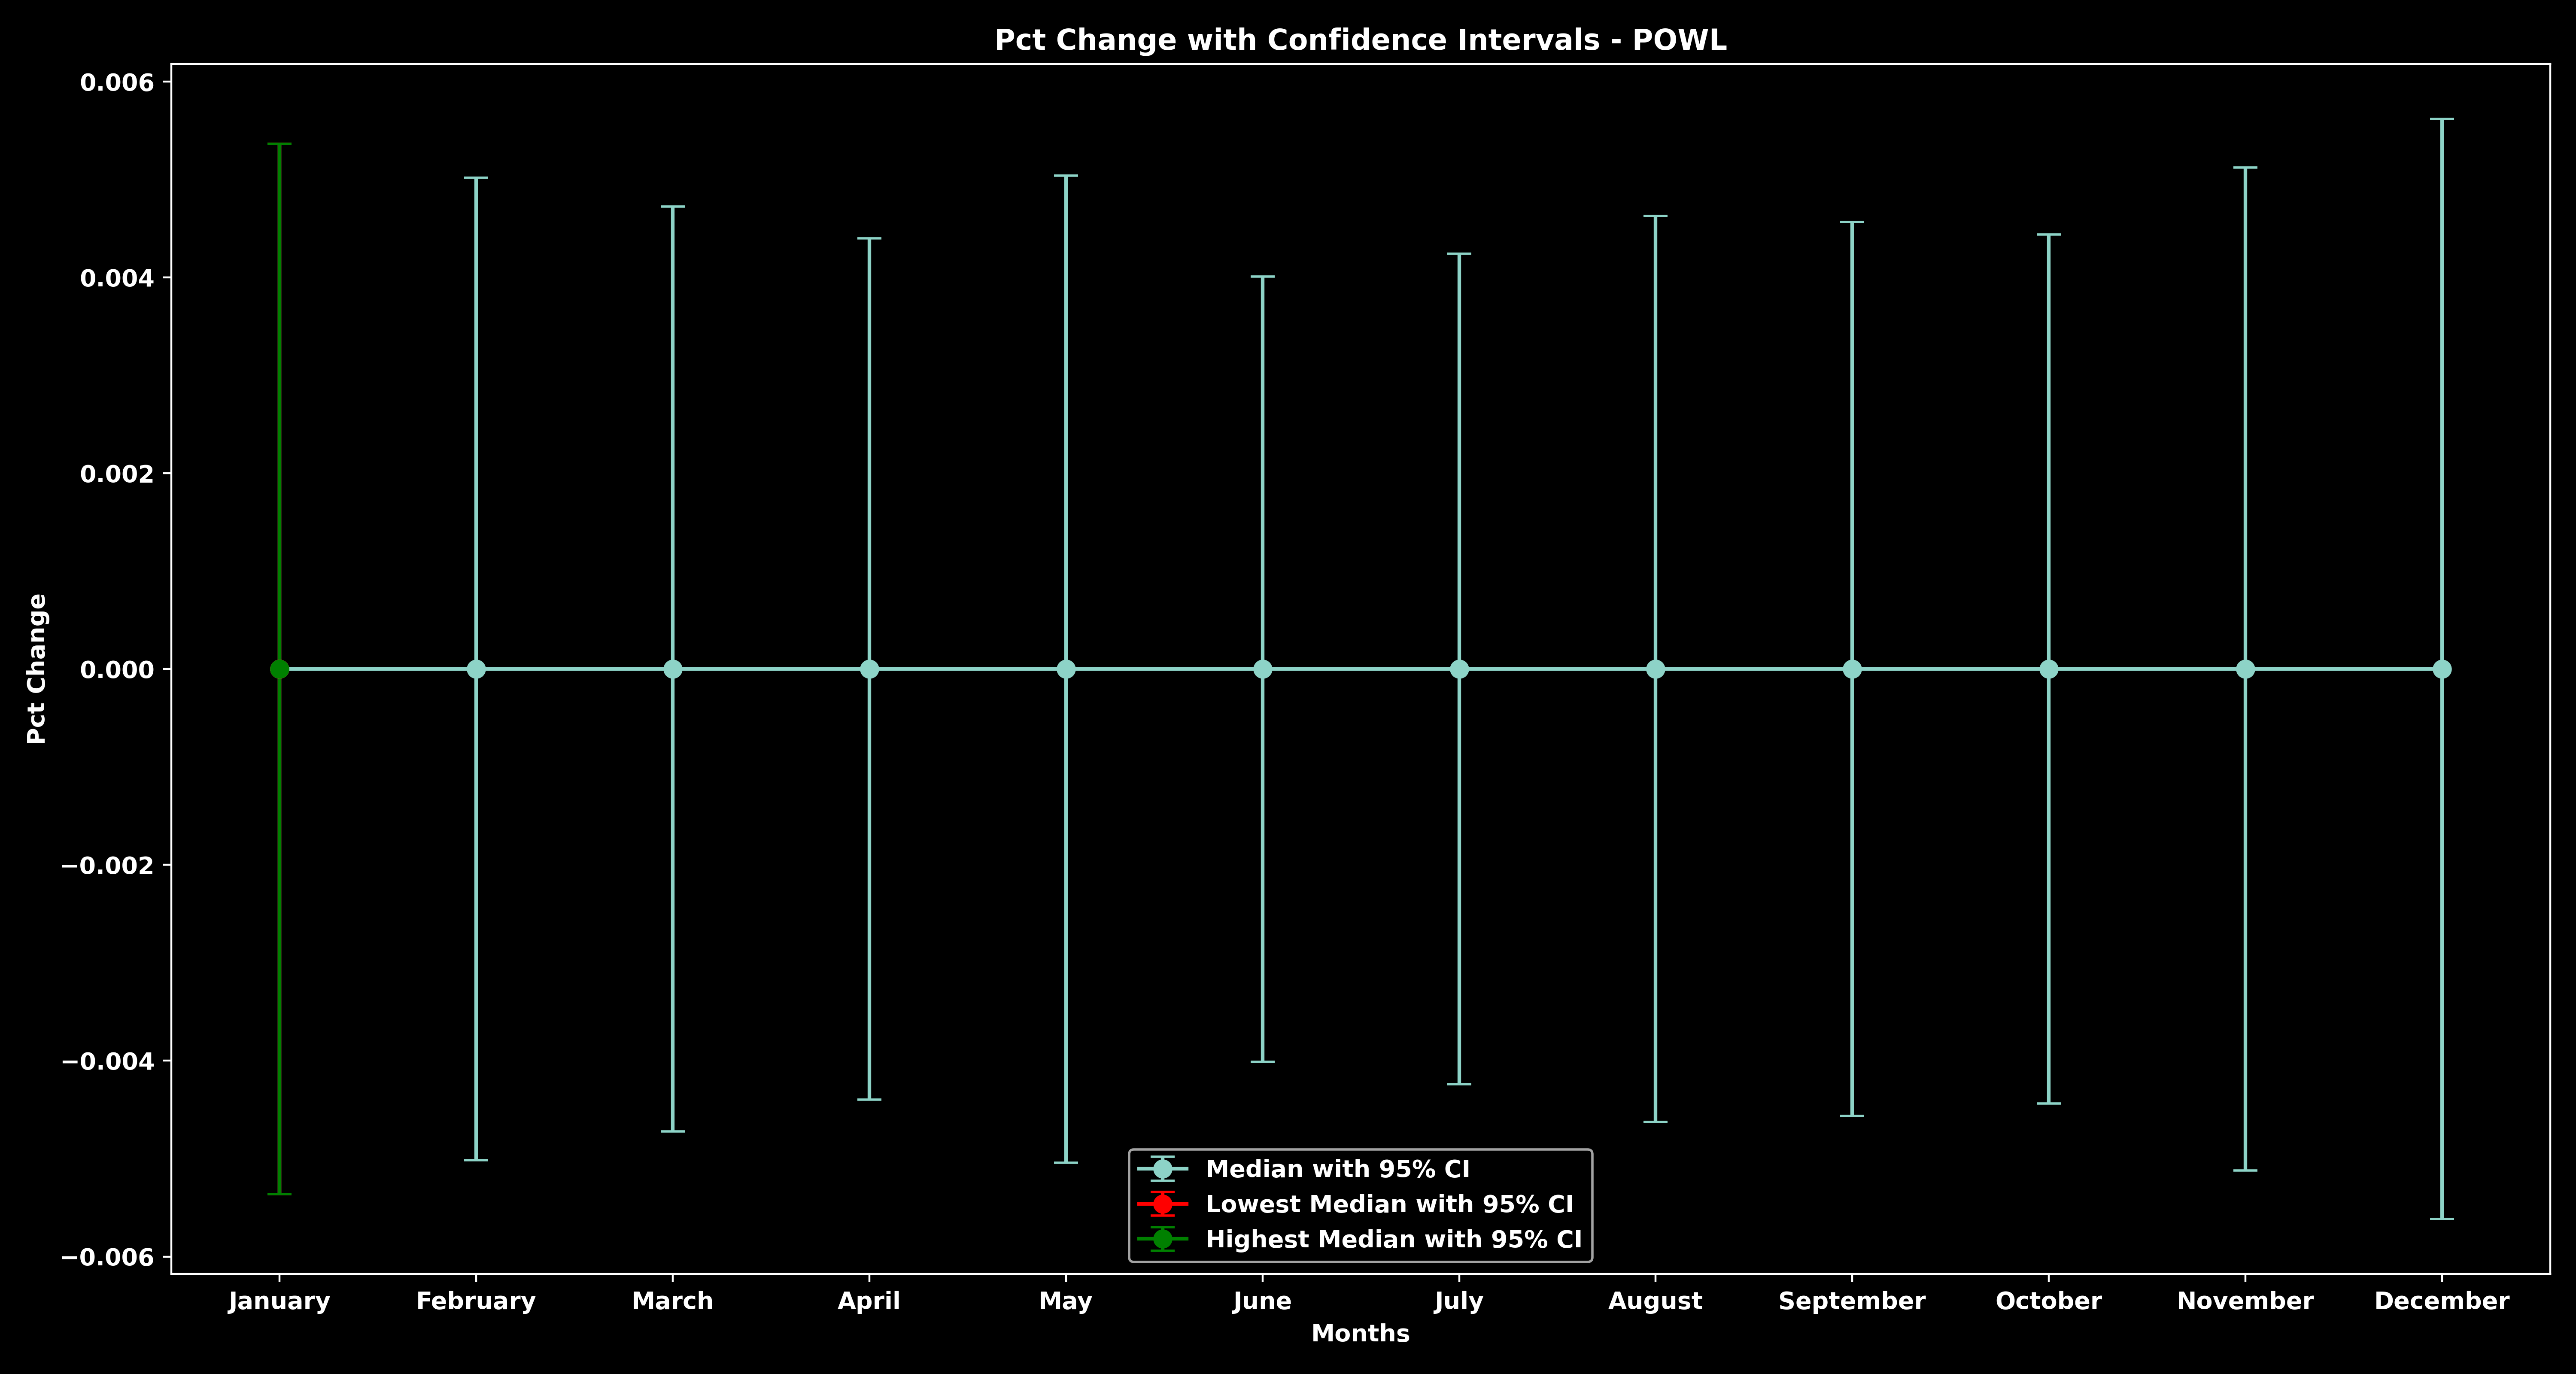 Pct Change with Confidence Intervals - POWL
0.006
0.004
0.002
0.000
−0.002
−0.004
−0.006
Pct Change
Median with 95% CI
Lowest Median with 95% CI
Highest Median with 95% CI
January February March April May June July August September October November December
Months